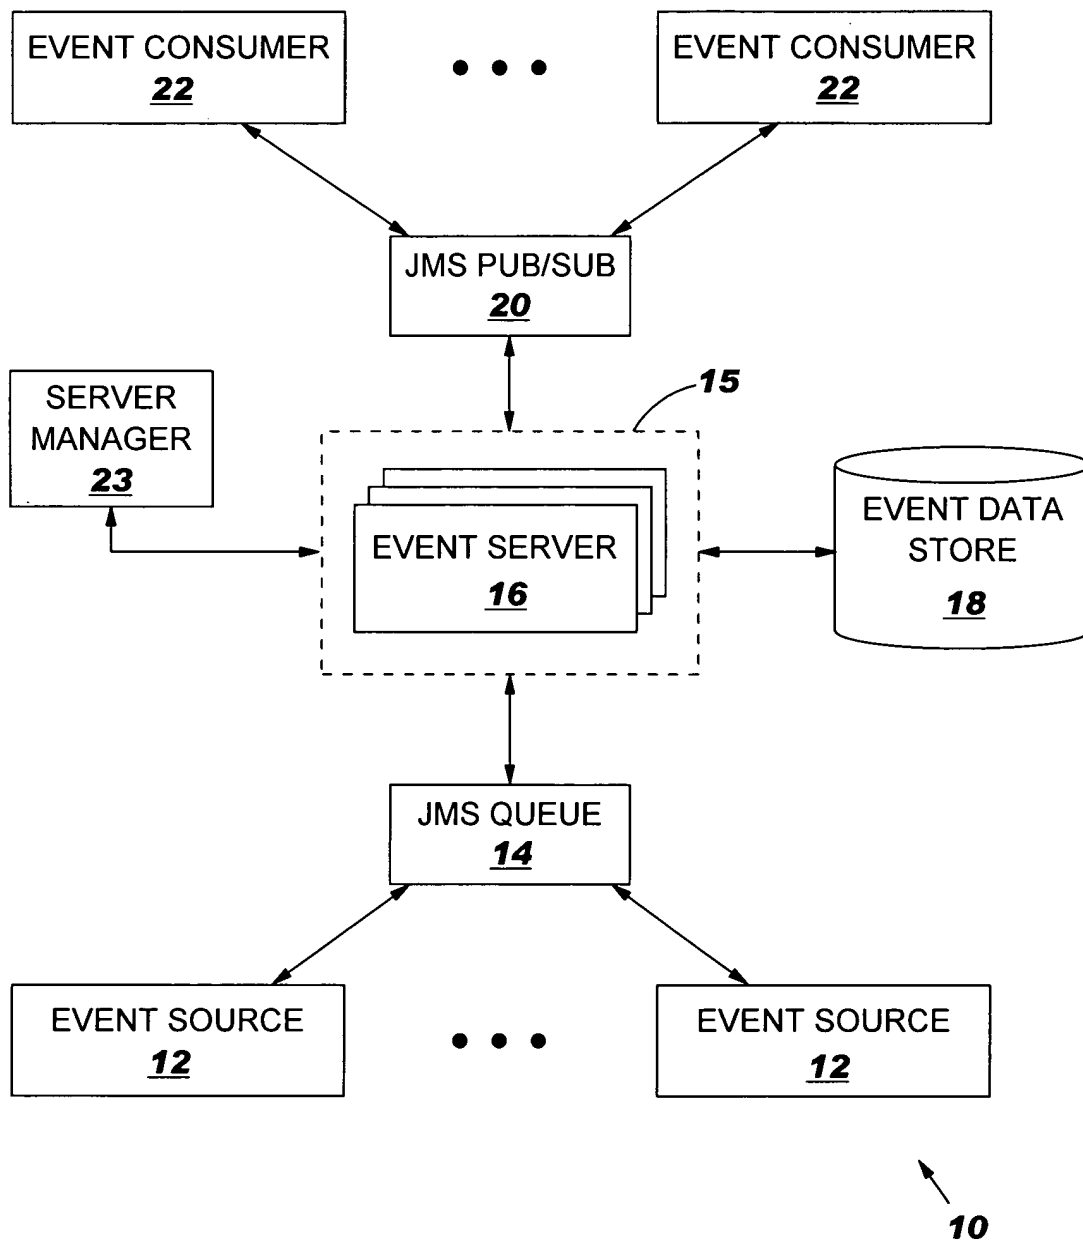 EVENT CONSUMER
22
EVENT CONSUMER
22
JMS PUB/SUB
20
15
SERVER
MANAGER
23
EVENT SERVER
16
EVENT DATA
STORE
18
JMS QUEUE
14
EVENT SOURCE
12
EVENT SOURCE
12
10